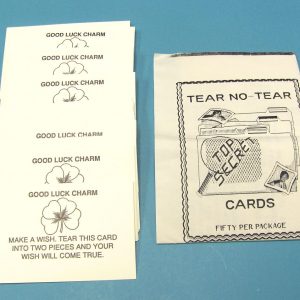 GOOD LUCK CHARM
GOOD LUCK CHARM
GOOD LUCK CHARM
GOOD LUCK CHARM
GOOD LUCK CHARM
GOOD LUCK CHARM
MAKE A WISH. TEAR THIS CARD
INTO TWO PIECES AND YOUR
WISH WILL COME TRUE.
TEAR NO-TEAR
TOP
SECRET
CARDS
FIFTY PER PACKAGE